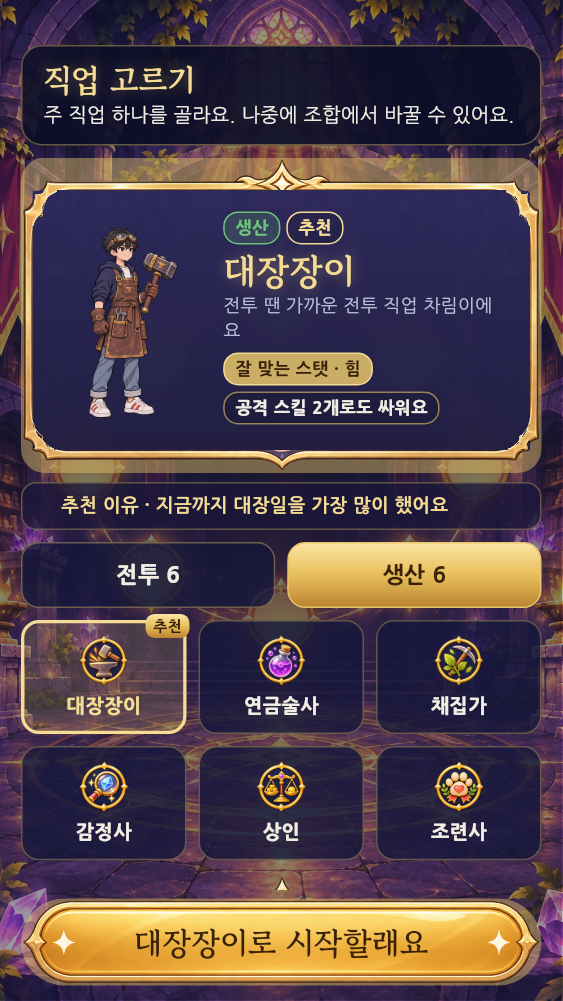 직업 고르기
주 직업 하나를 골라요. 나중에 조합에서 바꿀 수 있어요.
생산 추천
대장장이
전투 땐 가까운 전투 직업 차림이에
요
잘 맞는 스탯 · 힘
공격 스킬 2개로도 싸워요
추천 이유 · 지금까지 대장일을 가장 많이 했어요
전투 6 생산 6
추천
대장장이 연금술사 채집가
감정사 상인 조련사
대장장이로 시작할래요